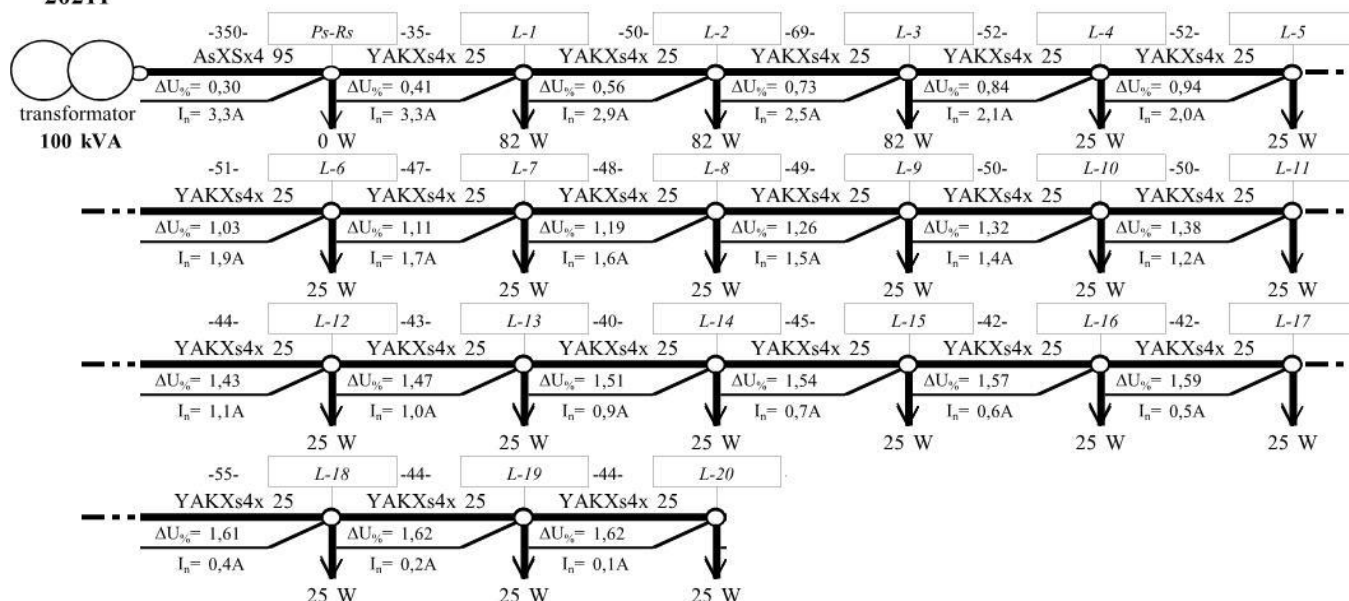 -350- Ps-Rs -35- L-1 -50- L-2 -69- L-3 -52- L-4 -52- L-5
AsXSx4 95 YAKXs4x 25 YAKXs4x 25 YAKXs4x 25 YAKXs4x 25 YAKXs4x 25
ΔU%= 0,30 ΔU%= 0,41 ΔU%= 0,56 ΔU%= 0,73 ΔU%= 0,84 ΔU%= 0,94
transformator In= 3,3A In= 3,3A In= 2,9A In= 2,5A In= 2,1A In= 2,0A
100 kVA 0 W 82 W 82 W 82 W 25 W 25 W
-51- L-6 -47- L-7 -48- L-8 -49- L-9 -50- L-10 -50- L-11
YAKXs4x 25 YAKXs4x 25 YAKXs4x 25 YAKXs4x 25 YAKXs4x 25 YAKXs4x 25
ΔU%= 1,03 ΔU%= 1,11 ΔU%= 1,19 ΔU%= 1,26 ΔU%= 1,32 ΔU%= 1,38
In= 1,9A In= 1,7A In= 1,6A In= 1,5A In= 1,4A In= 1,2A
25 W 25 W 25 W 25 W 25 W 25 W
-44- L-12 -43- L-13 -40- L-14 -45- L-15 -42- L-16 -42- L-17
YAKXs4x 25 YAKXs4x 25 YAKXs4x 25 YAKXs4x 25 YAKXs4x 25 YAKXs4x 25
ΔU%= 1,43 ΔU%= 1,47 ΔU%= 1,51 ΔU%= 1,54 ΔU%= 1,57 ΔU%= 1,59
In= 1,1A In= 1,0A In= 0,9A In= 0,7A In= 0,6A In= 0,5A
25 W 25 W 25 W 25 W 25 W 25 W
-55- L-18 -44- L-19 -44- L-20
YAKXs4x 25 YAKXs4x 25 YAKXs4x 25
ΔU%= 1,61 ΔU%= 1,62 ΔU%= 1,62
In= 0,4A In= 0,2A In= 0,1A
25 W 25 W 25 W